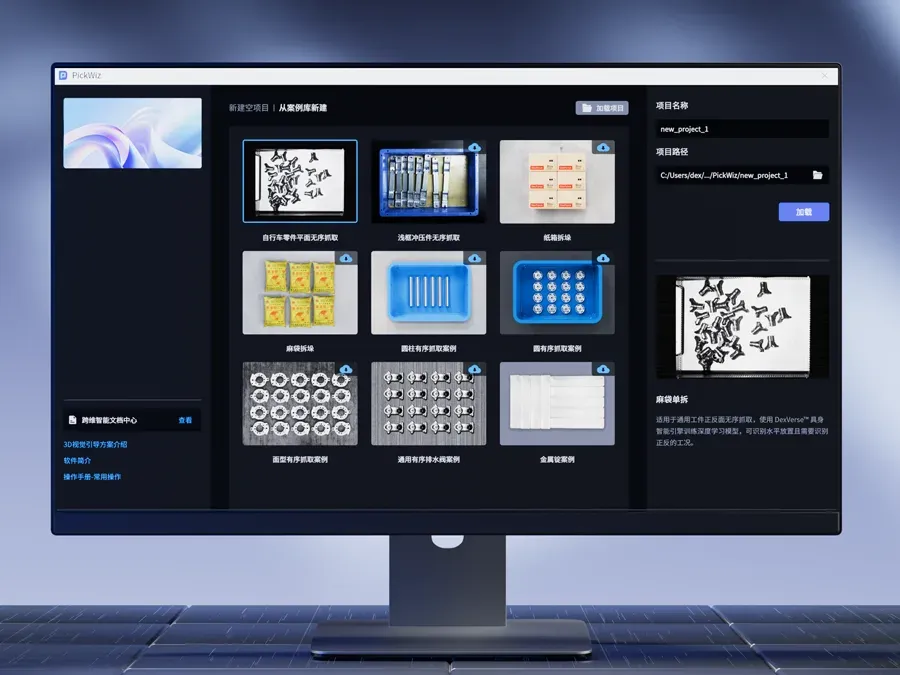 PickWiz
新建空项目 | 从案例库新建
加载项目
自行车零件平面无序抓取
浅框冲压件无序抓取
纸箱拆垛
麻袋拆垛
圆柱有序抓取案例
圆有序抓取案例
面型有序抓取案例
通用有序排水阀案例
金属锭案例
跨维智能文档中心
查看
3D视觉引导方案介绍
软件简介
操作手册-常用操作
项目名称
new_project_1
项目路径
C:/Users/dex/.../PickWiz/new_project_1
加载
麻袋单拆
适用于通用工件正反面无序抓取，使用 DexVerse™ 具身
智能引擎训练深度学习模型，可识别水平放置且需要识别
正反的工况。